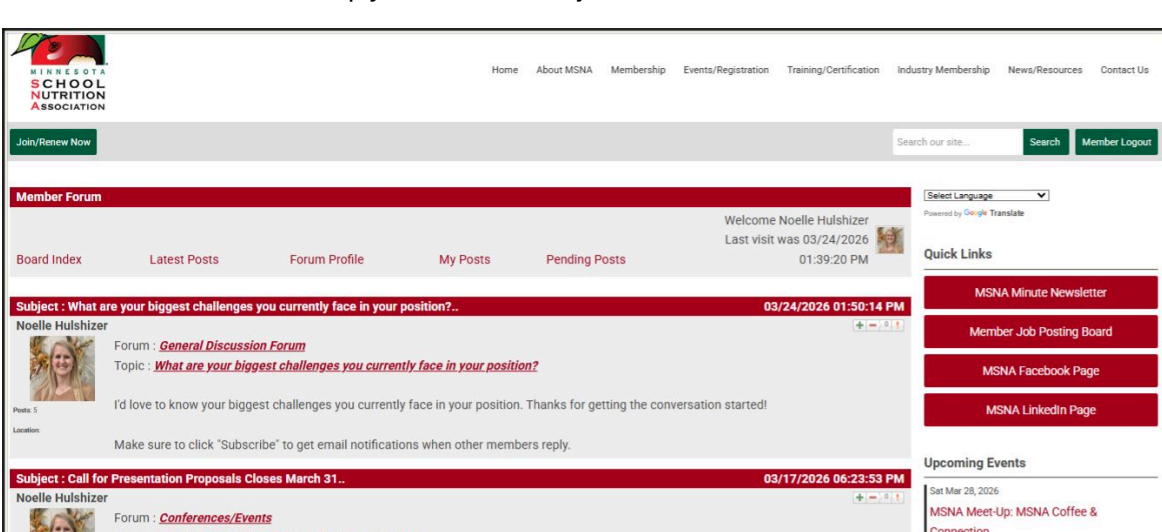 MINNESOTA
SCHOOL
NUTRITION
ASSOCIATION
Home About MSNA Membership Events/Registration Training/Certification Industry Membership News/Resources Contact Us
Join/Renew Now
Search our site... Search Member Logout
Member Forum
Welcome Noelle Hulshizer
Last visit was 03/24/2026
01:39:20 PM
Board Index Latest Posts Forum Profile My Posts Pending Posts
Subject : What are your biggest challenges you currently face in your position?.. 03/24/2026 01:50:14 PM
Noelle Hulshizer
Forum : General Discussion Forum
Topic : What are your biggest challenges you currently face in your position?
Posts: 5
Location:
I'd love to know your biggest challenges you currently face in your position. Thanks for getting the conversation started!
Make sure to click "Subscribe" to get email notifications when other members reply.
Subject : Call for Presentation Proposals Closes March 31.. 03/17/2026 06:23:53 PM
Noelle Hulshizer
Forum : Conferences/Events
Select Language
Powered by Google Translate
Quick Links
MSNA Minute Newsletter
Member Job Posting Board
MSNA Facebook Page
MSNA LinkedIn Page
Upcoming Events
Sat Mar 28, 2026
MSNA Meet-Up: MSNA Coffee &
Connection